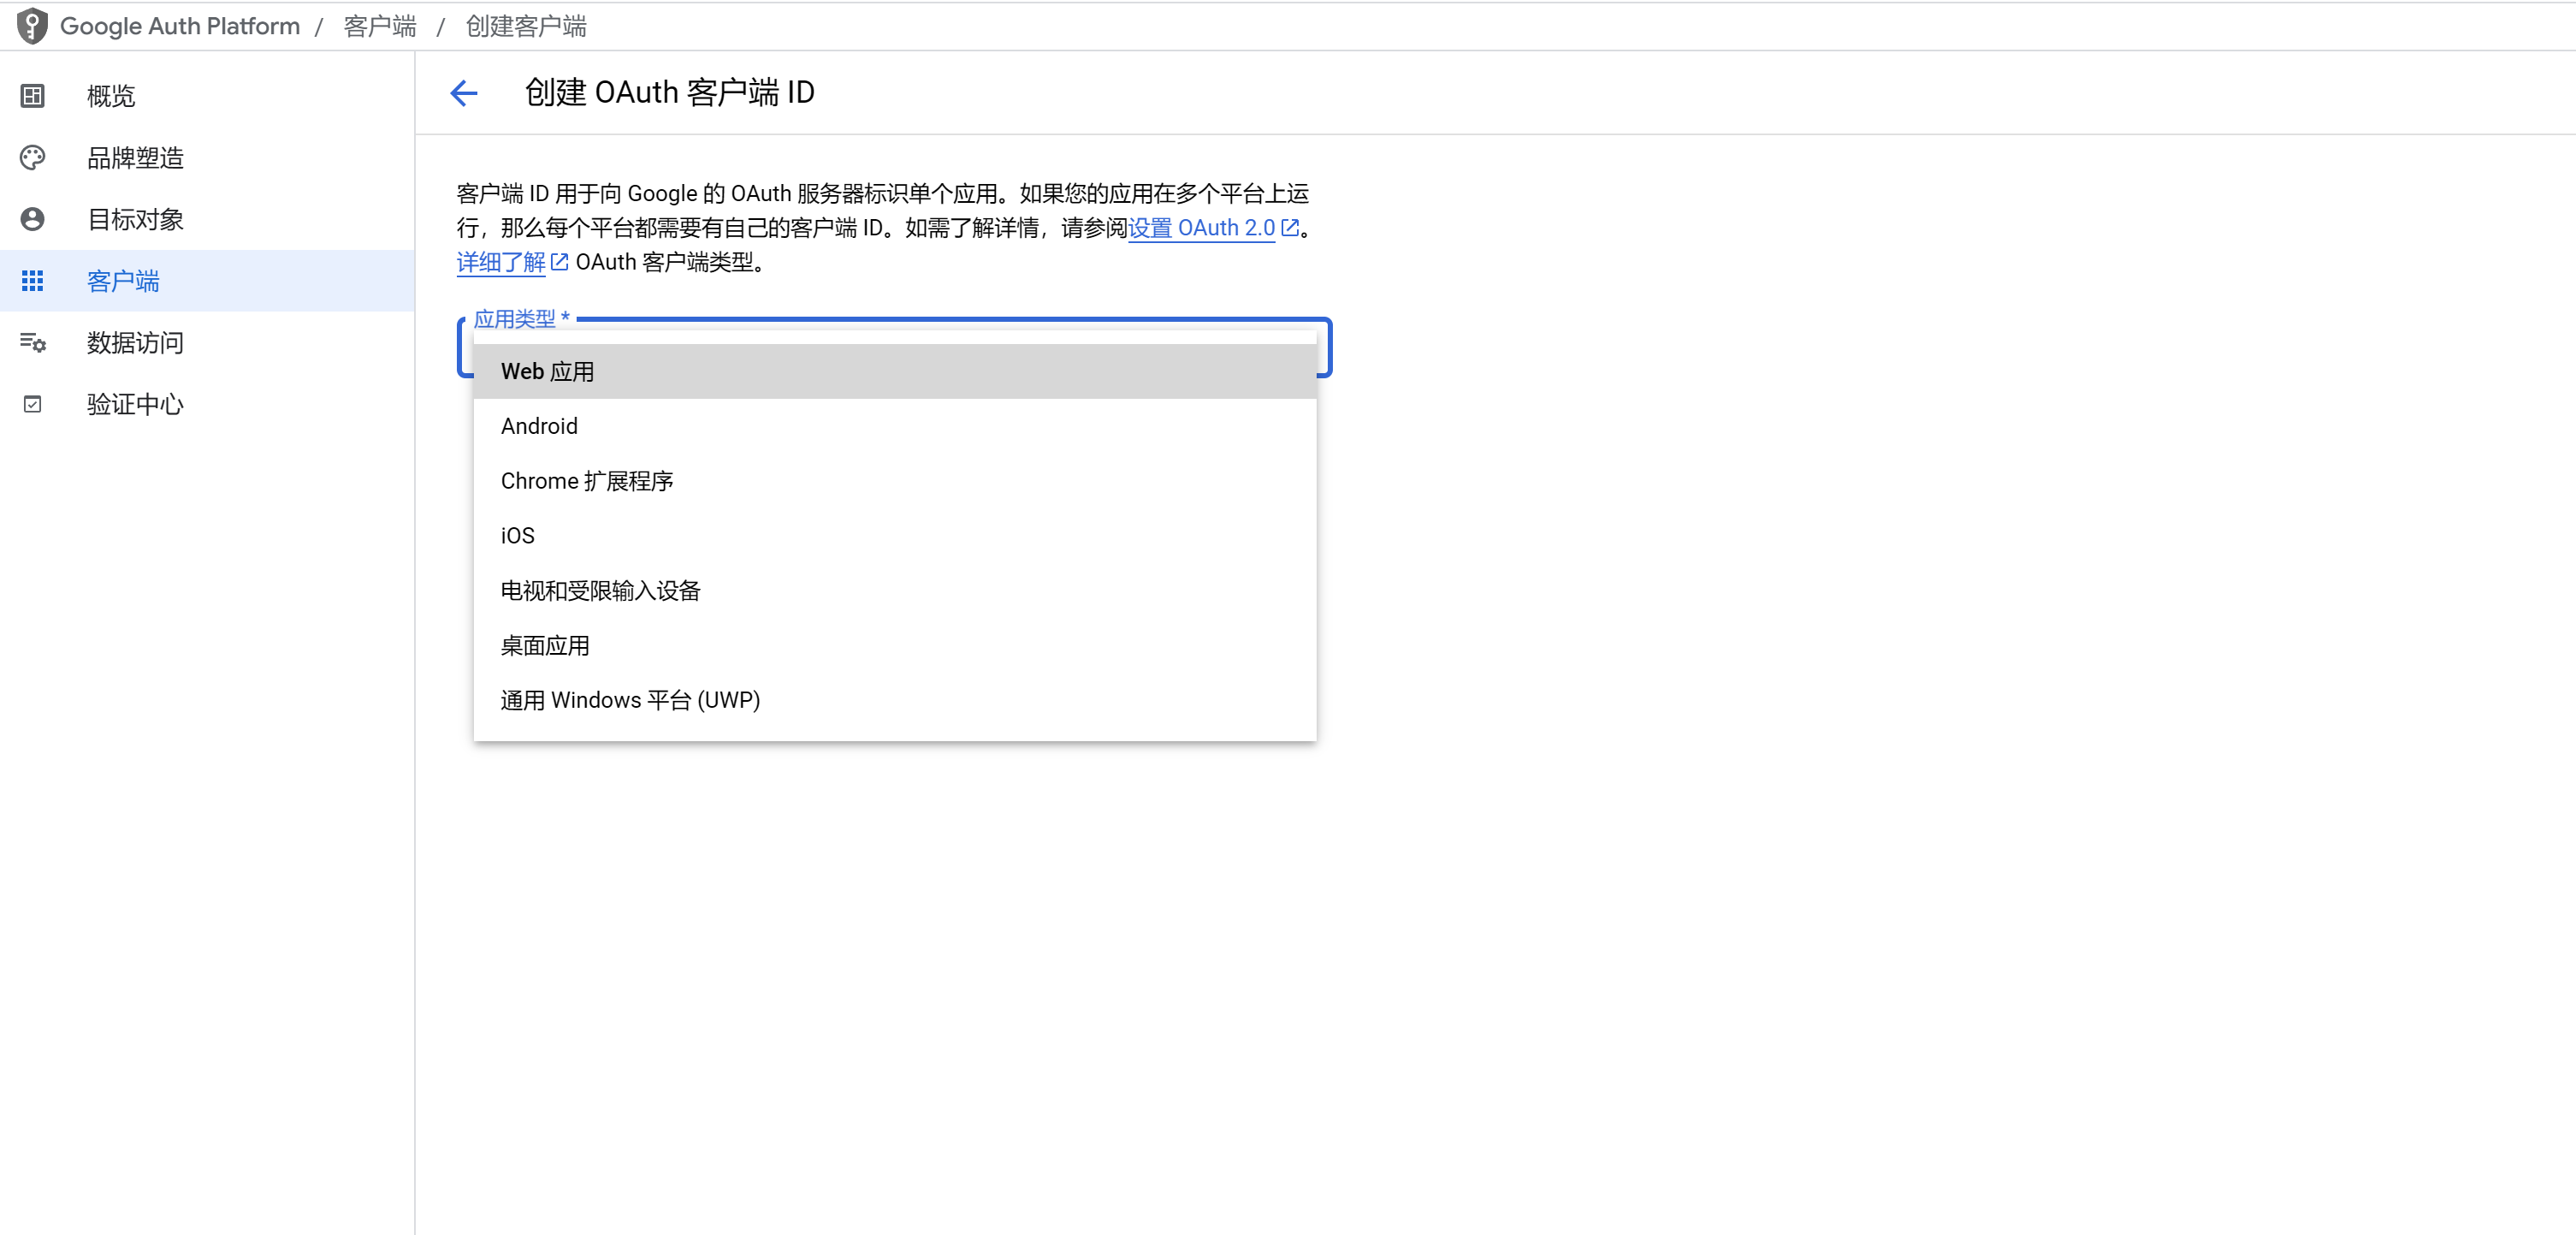 Google Auth Platform / 客户端 / 创建客户端
概览
品牌塑造
目标对象
客户端
数据访问
验证中心
创建 OAuth 客户端 ID
客户端 ID 用于向 Google 的 OAuth 服务器标识单个应用。如果您的应用在多个平台上运
行，那么每个平台都需要有自己的客户端 ID。如需了解详情，请参阅设置 OAuth 2.0。
详细了解 OAuth 客户端类型。
应用类型 *
Web 应用
Android
Chrome 扩展程序
iOS
电视和受限输入设备
桌面应用
通用 Windows 平台 (UWP)